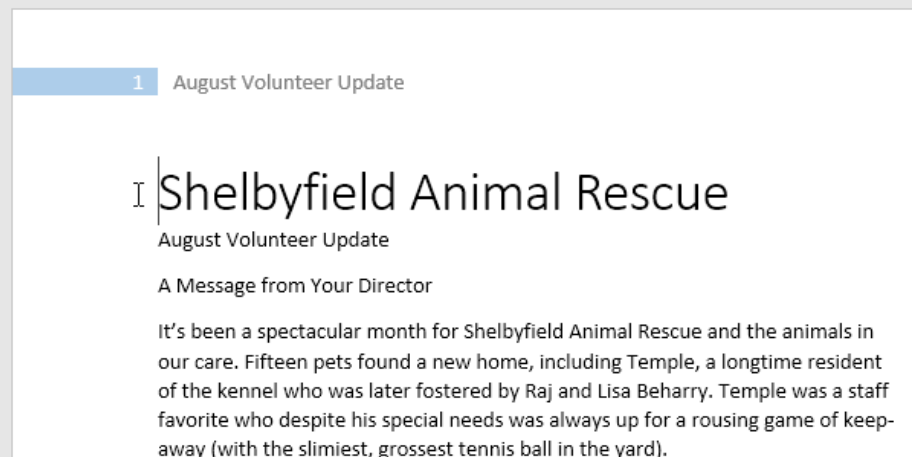 1 August Volunteer Update
Shelbyfield Animal Rescue
August Volunteer Update
A Message from Your Director
It’s been a spectacular month for Shelbyfield Animal Rescue and the animals in
our care. Fifteen pets found a new home, including Temple, a longtime resident
of the kennel who was later fostered by Raj and Lisa Beharry. Temple was a staff
favorite who despite his special needs was always up for a rousing game of keep-
away (with the slimiest, grossest tennis ball in the yard).